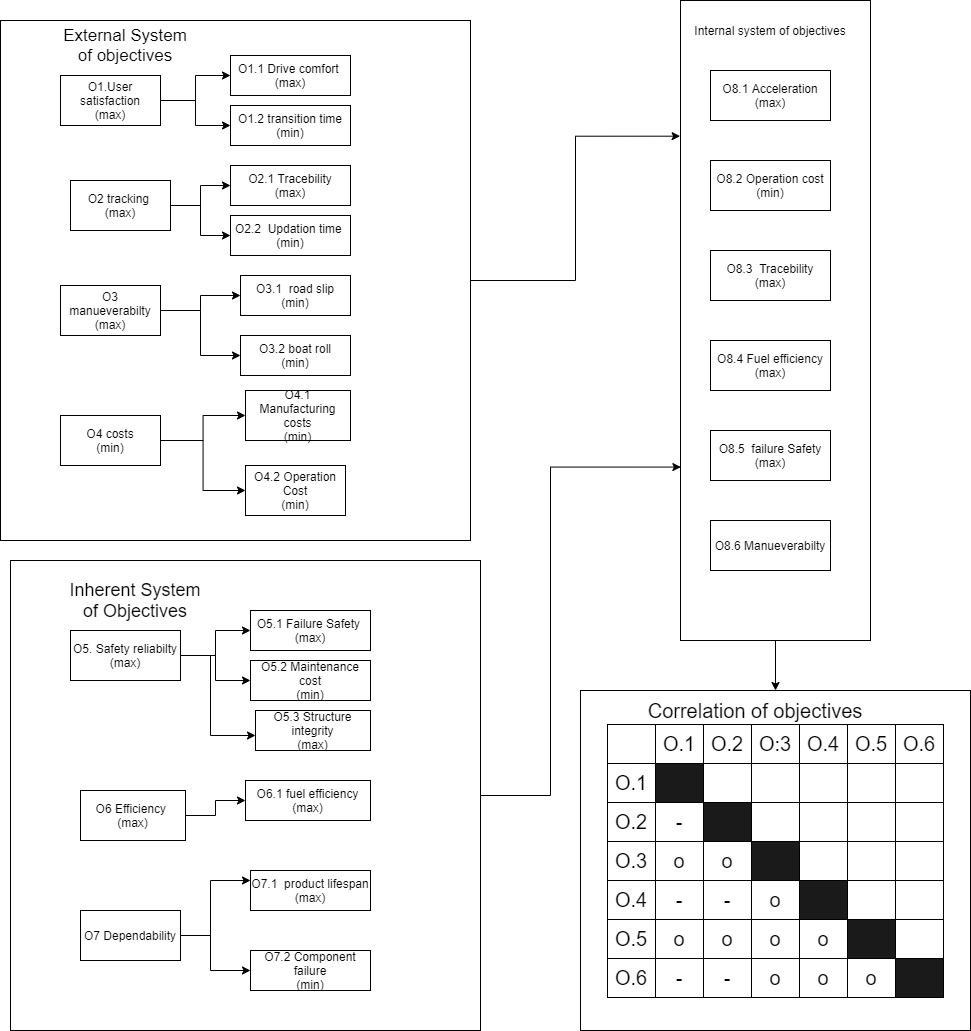 External System
of objectives
O1.User
satisfaction
(max)
O1.1 Drive comfort
(max)
O1.2 transition time
(min)
O2 tracking
(max)
O2.1 Tracebility
(max)
O2.2  Updation time
(min)
O3
manueverabilty
(max)
O3.1  road slip
(min)
O3.2 boat roll
(min)
O4 costs
(min)
O4.1
Manufacturing
costs
(min)
O4.2 Operation
Cost
(min)
Inherent System
of Objectives
O5. Safety reliabilty
(max)
O5.1 Failure Safety
(max)
O5.2 Maintenance
cost
(min)
O5.3 Structure
integrity
(max)
O6 Efficiency
(max)
O6.1 fuel efficiency
(max)
O7 Dependability
O7.1  product lifespan
(max)
O7.2 Component
failure
(min)
Internal system of objectives
O8.1 Acceleration
(max)
O8.2 Operation cost
(min)
O8.3  Tracebility
(max)
O8.4 Fuel efficiency
(max)
O8.5  failure Safety
(max)
O8.6 Manueverabilty
Correlation of objectives
O.1 O.2 O:3 O.4 O.5 O.6
O.1
O.2 -
O.3 o o
O.4 - - o
O.5 o o o o
O.6 - - o o o